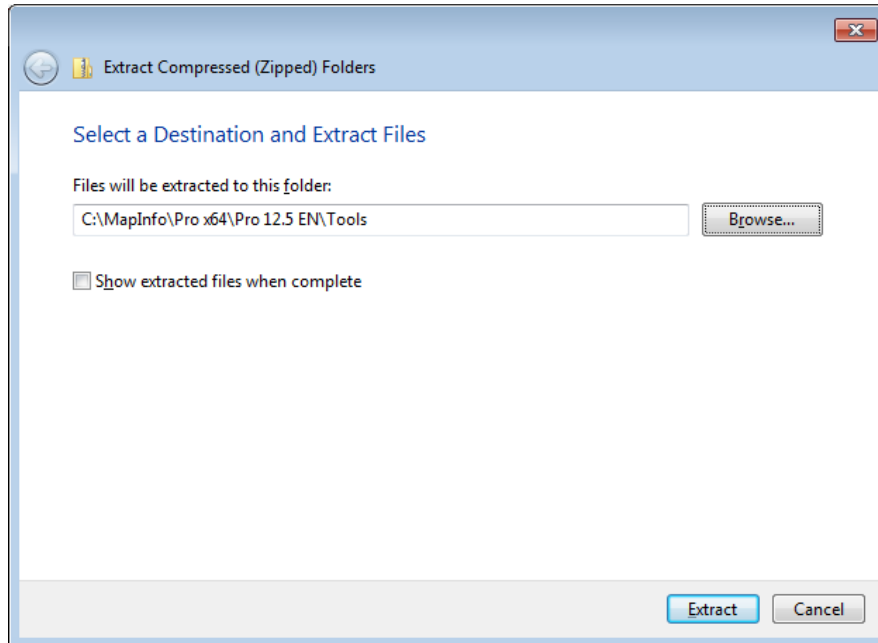 Extract Compressed (Zipped) Folders
Select a Destination and Extract Files
Files will be extracted to this folder:
C:\MapInfo\Pro x64\Pro 12.5 EN\Tools
Browse...
Show extracted files when complete
Extract
Cancel